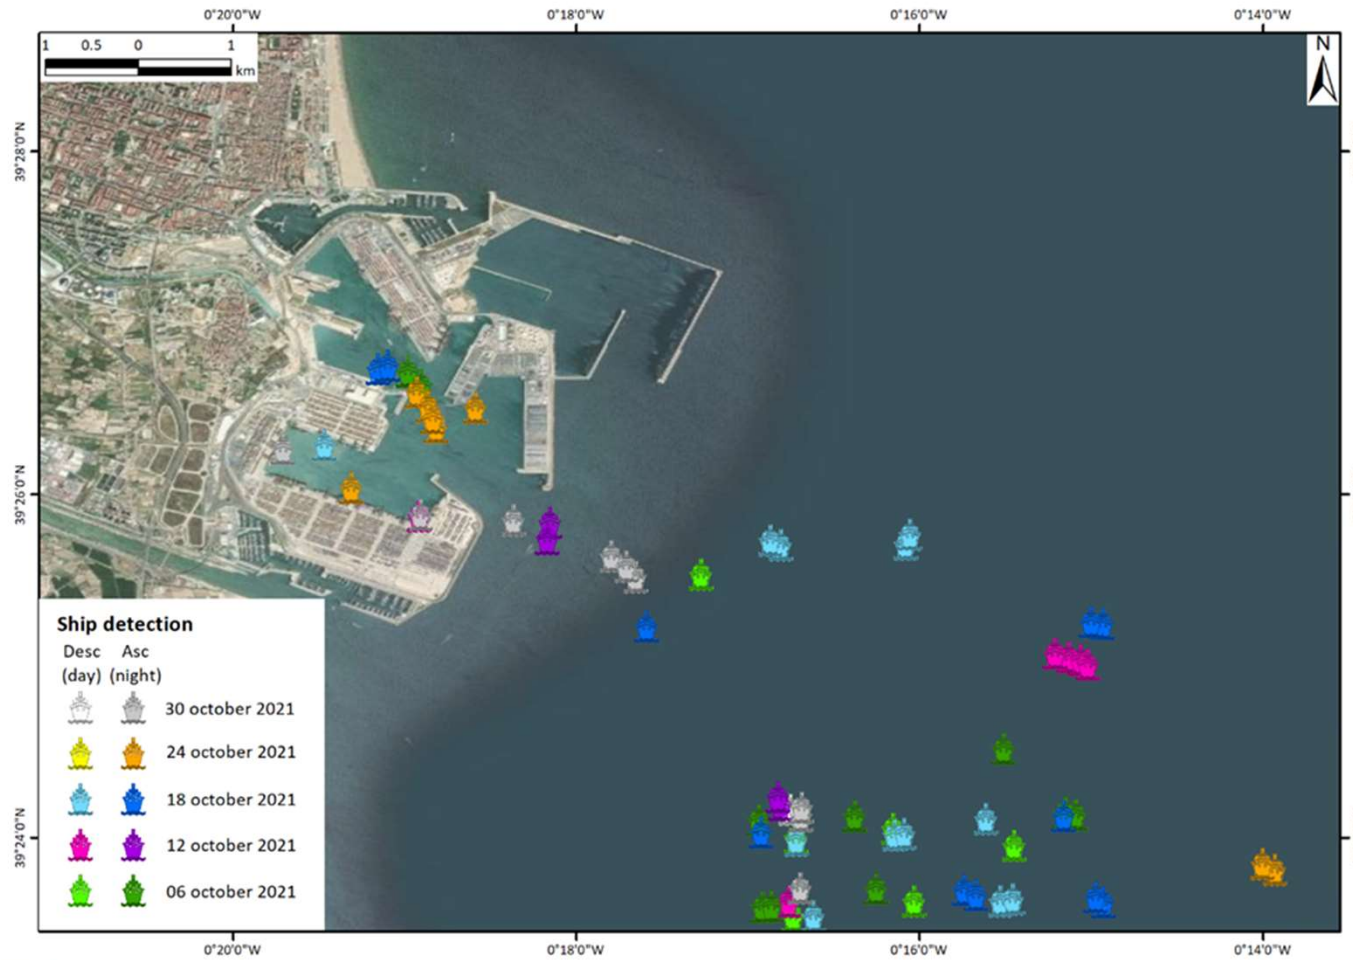 0°20'0"W 0°18'0"W 0°16'0"W 0°14'0"W
1 0.5 0 1
km
N
39°28'0"N
39°26'0"N
39°24'0"N
Ship detection
Desc Asc
(day) (night)
30 october 2021
24 october 2021
18 october 2021
12 october 2021
06 october 2021
0°20'0"W 0°18'0"W 0°16'0"W 0°14'0"W